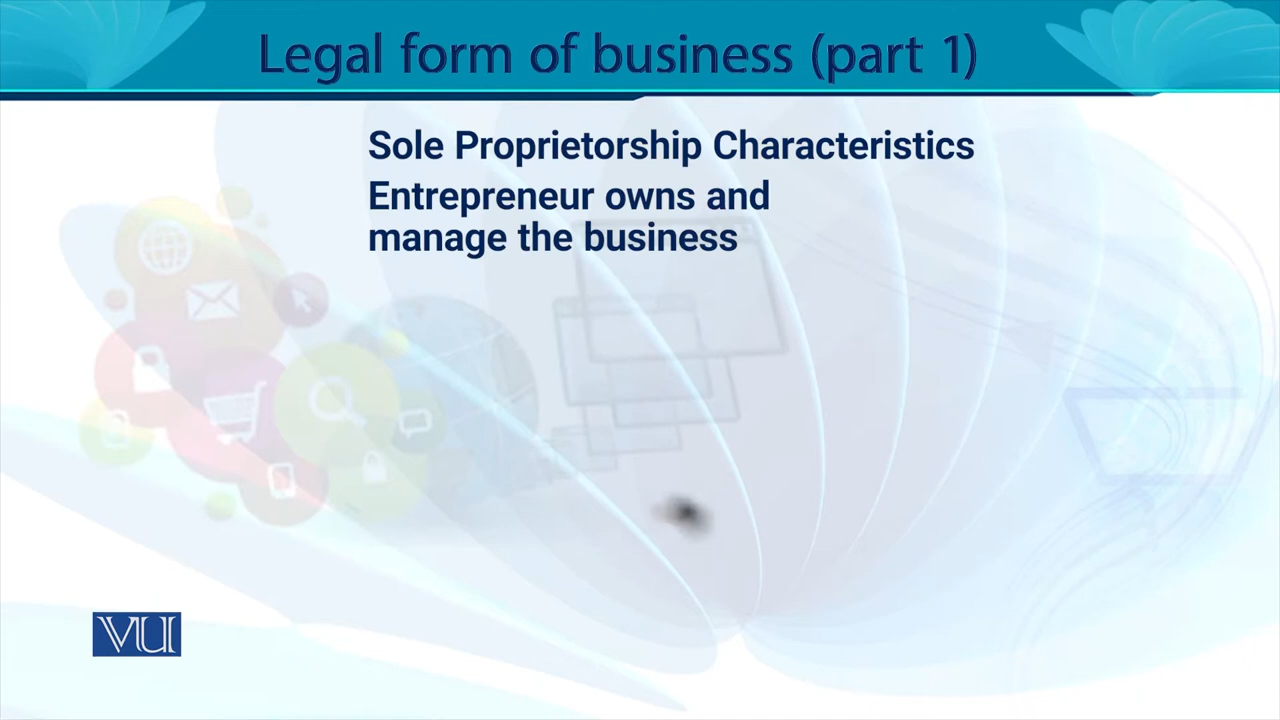 Legal form of business (part 1)
Sole Proprietorship Characteristics
Entrepreneur owns and
manage the business
VU